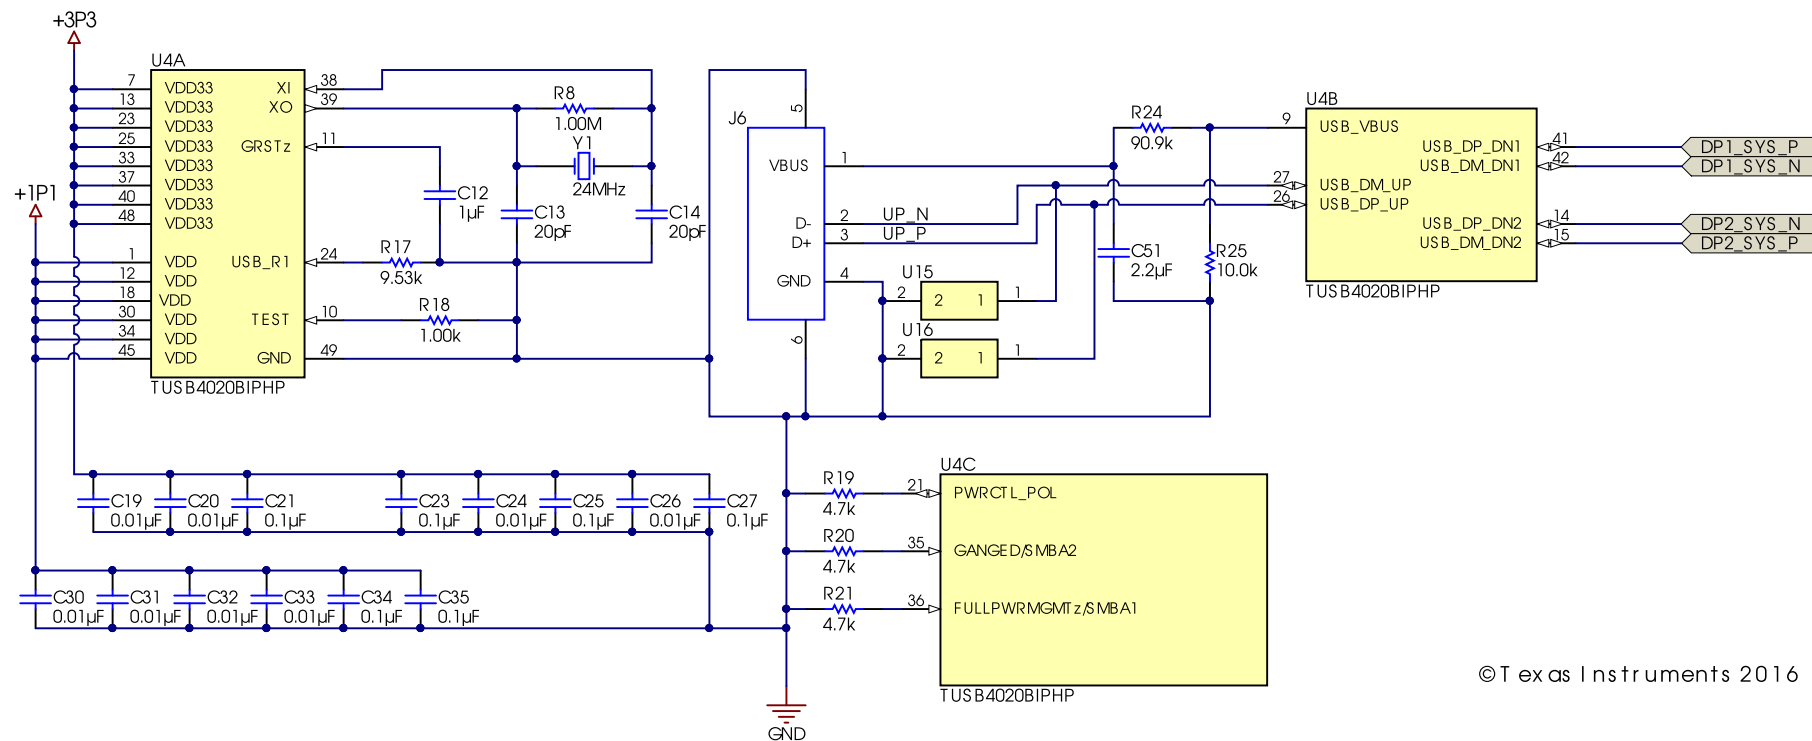 +3P3
+1P1
U4A
7 VDD33 XI 38
13 VDD33 XO 39
23 VDD33
25 VDD33 GRSTz 11
33 VDD33
37 VDD33
40 VDD33
48 VDD33
1 VDD USB_R1 24
12 VDD
18 VDD
30 VDD TEST 10
34 VDD
45 VDD GND 49
TUSB4020BIPHP
R8
1.00M
Y1
24MHz
C12
1µF
C13
20pF
C14
20pF
R17
9.53k
R18
1.00k
J6
5
VBUS 1
D- 2 UP_N
D+ 3 UP_P
GND 4
6
U15
2 2 1 1
U16
2 2 1 1
R24
90.9k
C51
2.2µF
R25
10.0k
U4B
9 USB_VBUS
USB_DP_DN1 41 DP1_SYS_P
USB_DM_DN1 42 DP1_SYS_N
27 USB_DM_UP
26 USB_DP_UP
USB_DP_DN2 14 DP2_SYS_N
USB_DM_DN2 15 DP2_SYS_P
TUSB4020BIPHP
C19
0.01µF
C20
0.01µF
C21
0.1µF
C23
0.1µF
C24
0.01µF
C25
0.1µF
C26
0.01µF
C27
0.1µF
C30
0.01µF
C31
0.01µF
C32
0.01µF
C33
0.01µF
C34
0.1µF
C35
0.1µF
U4C
R19
4.7k
21 PWRCTL_POL
R20
4.7k
35 GANGED/SMBA2
R21
4.7k
36 FULLPWRMGMTz/SMBA1
TUSB4020BIPHP
GND
©Texas Instruments 2016